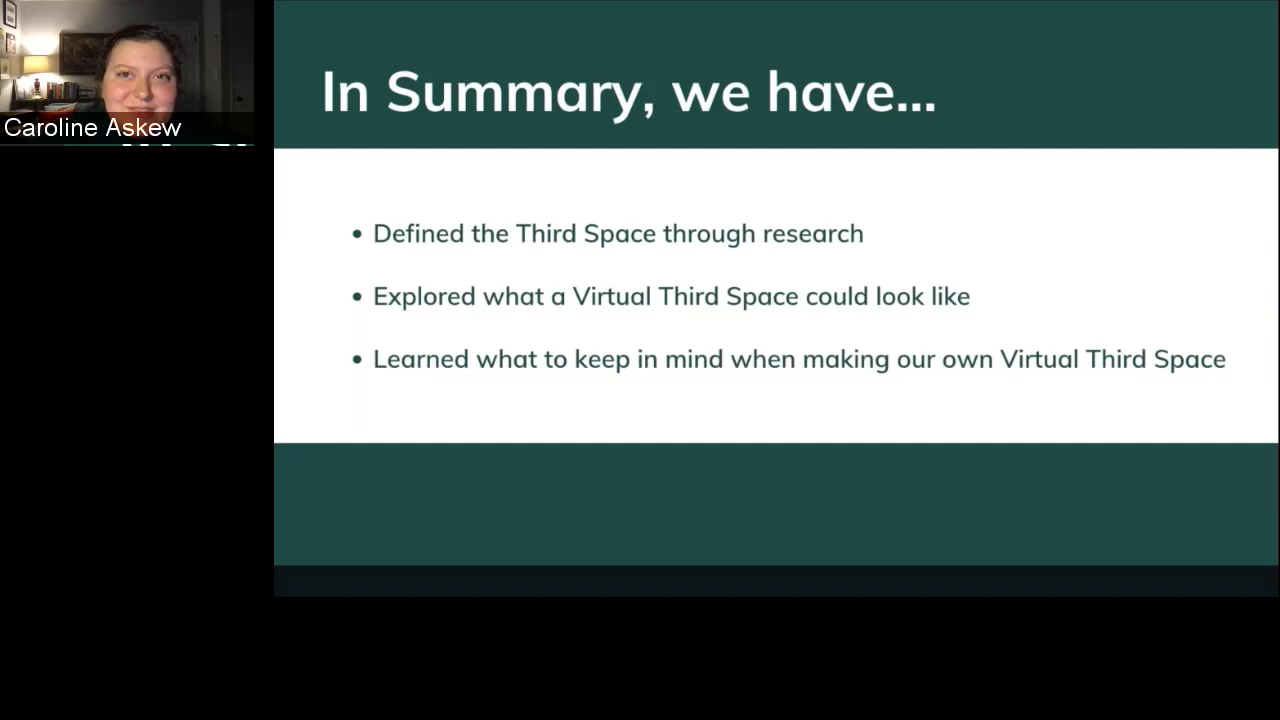 Caroline Askew
In Summary, we have...
• Defined the Third Space through research
• Explored what a Virtual Third Space could look like
• Learned what to keep in mind when making our own Virtual Third Space